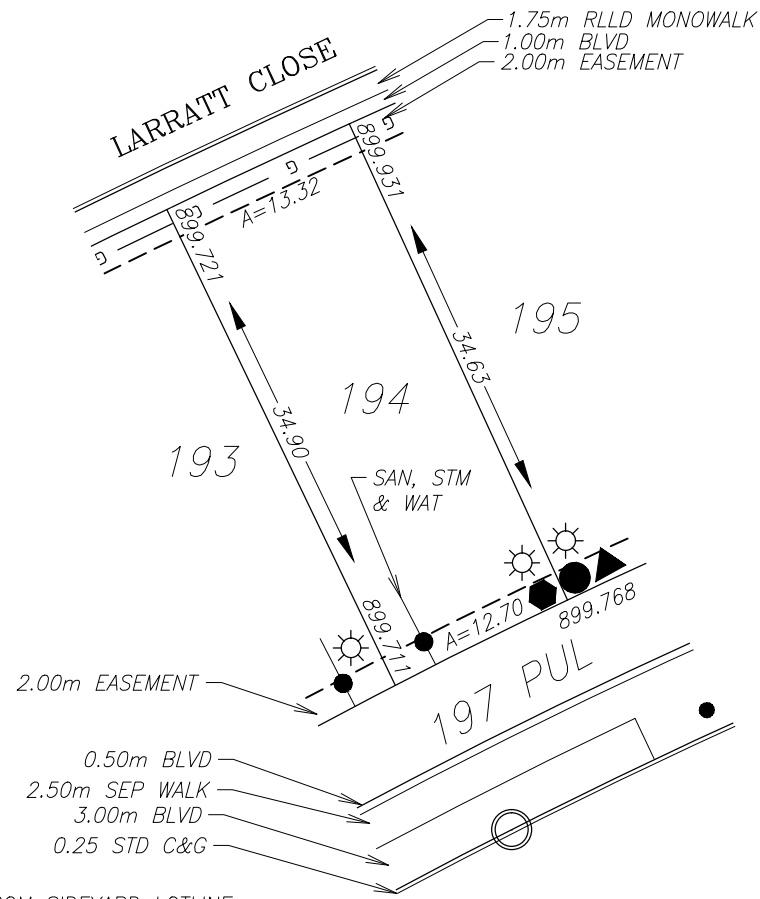 1.75m RLLD MONOWALK
1.00m BLVD
2.00m EASEMENT
LARRATT CLOSE
G
G
G
G
899.931
899.721
A=13.32
195
34.63
194
34.90
193
SAN, STM
& WAT
899.711
A=12.70
899.768
2.00m EASEMENT
197 PUL
0.50m BLVD
2.50m SEP WALK
3.00m BLVD
0.25 STD C&G
SIDEYARD LOTLINE